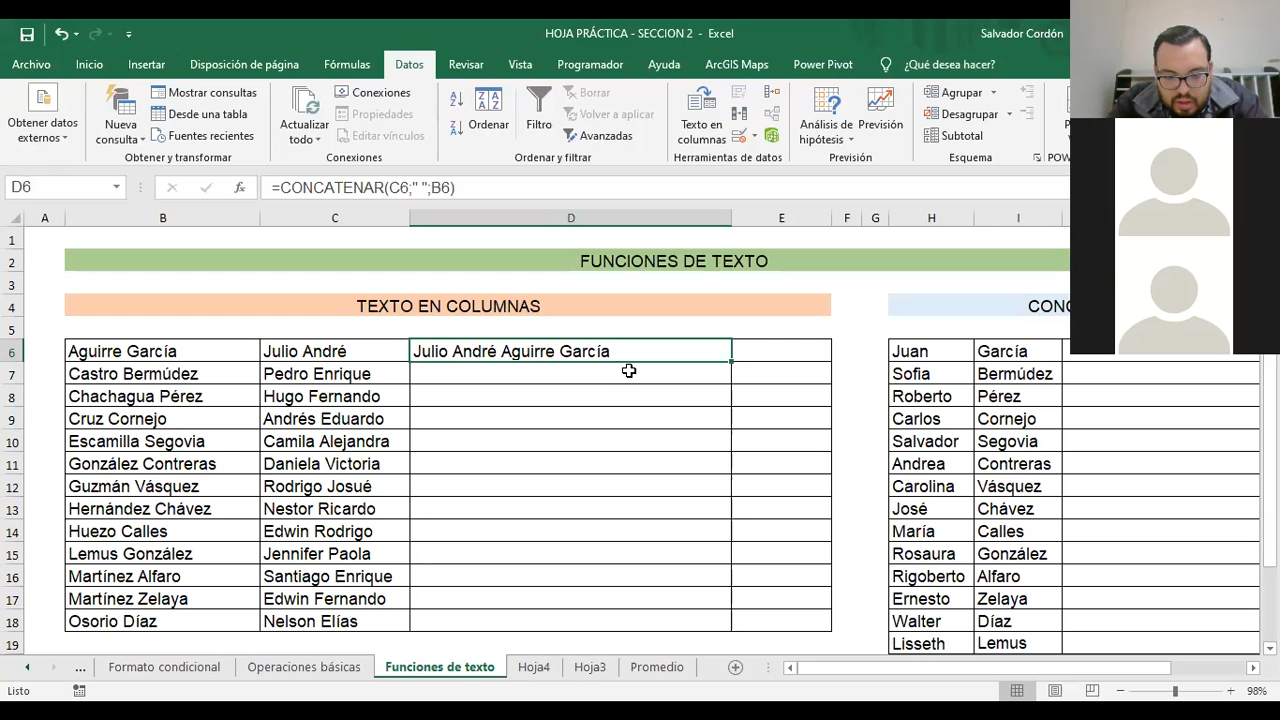 HOJA PRÁCTICA - SECCION 2 - Excel
Salvador Cordón
Archivo Inicio Insertar Disposición de página Fórmulas Datos Revisar Vista Programador Ayuda ArcGIS Maps Power Pivot ¿Qué desea hacer?
Obtener datos externos
Nueva consulta
Mostrar consultas
Desde una tabla
Fuentes recientes
Obtener y transformar
Actualizar todo
Conexiones
Propiedades
Editar vínculos
Conexiones
Ordenar
Filtro
Borrar
Volver a aplicar
Avanzadas
Ordenar y filtrar
Texto en columnas
Herramientas de datos
Análisis de hipótesis
Previsión
Previsión
Agrupar
Desagrupar
Subtotal
Esquema
D6 fx =CONCATENAR(C6;" ";B6)
A B C D E F G H I
1
2 FUNCIONES DE TEXTO
3
4 TEXTO EN COLUMNAS
5
6 Aguirre García Julio André Julio André Aguirre García Juan García
7 Castro Bermúdez Pedro Enrique Sofia Bermúdez
8 Chachagua Pérez Hugo Fernando Roberto Pérez
9 Cruz Cornejo Andrés Eduardo Carlos Cornejo
10 Escamilla Segovia Camila Alejandra Salvador Segovia
11 González Contreras Daniela Victoria Andrea Contreras
12 Guzmán Vásquez Rodrigo Josué Carolina Vásquez
13 Hernández Chávez Nestor Ricardo José Chávez
14 Huezo Calles Edwin Rodrigo María Calles
15 Lemus González Jennifer Paola Rosaura González
16 Martínez Alfaro Santiago Enrique Rigoberto Alfaro
17 Martínez Zelaya Edwin Fernando Ernesto Zelaya
18 Osorio Díaz Nelson Elías Walter Díaz
19 Lisseth Lemus
... Formato condicional Operaciones básicas Funciones de texto Hoja4 Hoja3 Promedio
Listo 98%